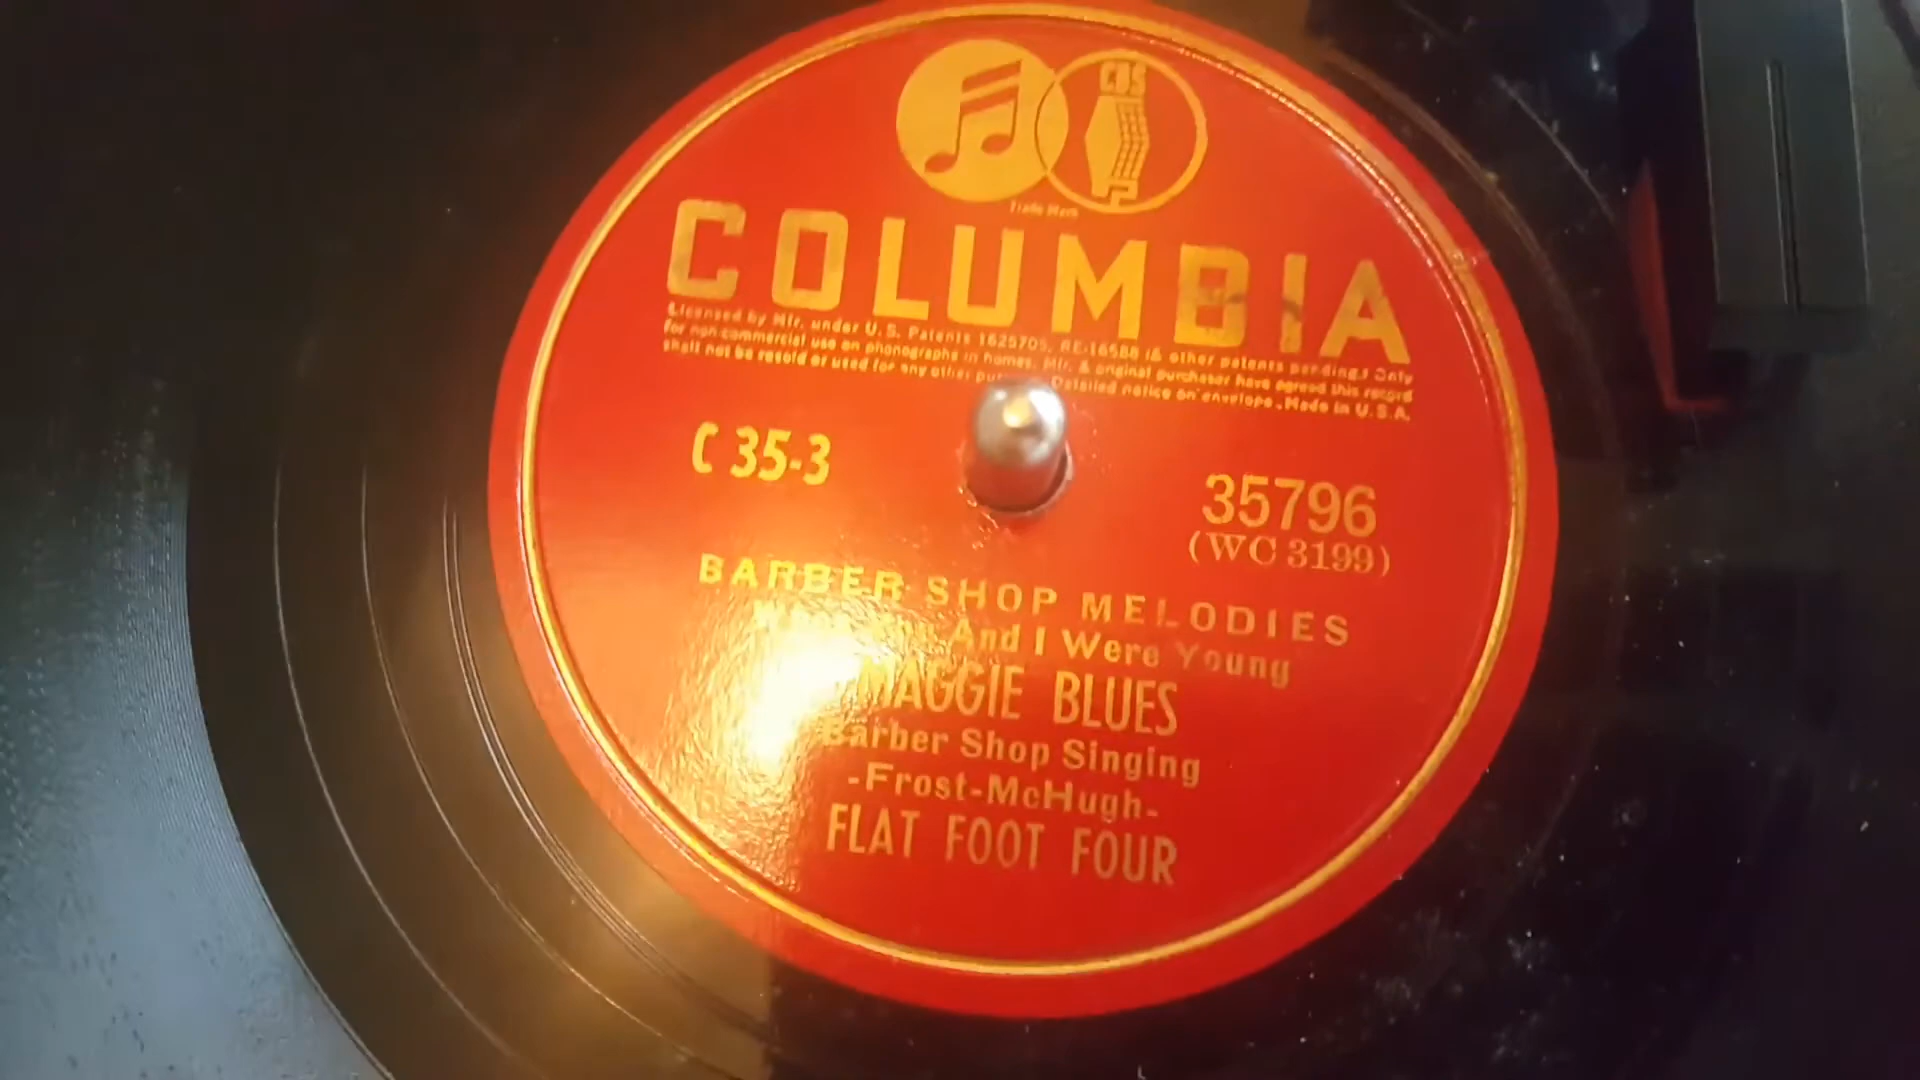 CBS
Trade Mark
COLUMBIA
Licensed by Mfr. under U.S. Patents 1625705, RE-16588 (& other patents pending) Only
for non-commercial use on phonographs in homes. Mfr. & original purchaser have agreed this record
shall not be resold or used for any other Detailed notice on envelope. Made in U.S.A.
C 35-3
35796
(WC 3199)
BARBER SHOP MELODIES
And I Were Young
MAGGIE BLUES
Barber Shop Singing
-Frost-McHugh-
FLAT FOOT FOUR